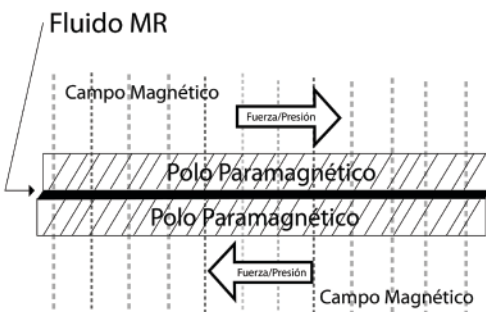 Fluido MR
Campo Magnético
Fuerza/Presión
Polo Paramagnético
Polo Paramagnético
Fuerza/Presión
Campo Magnético